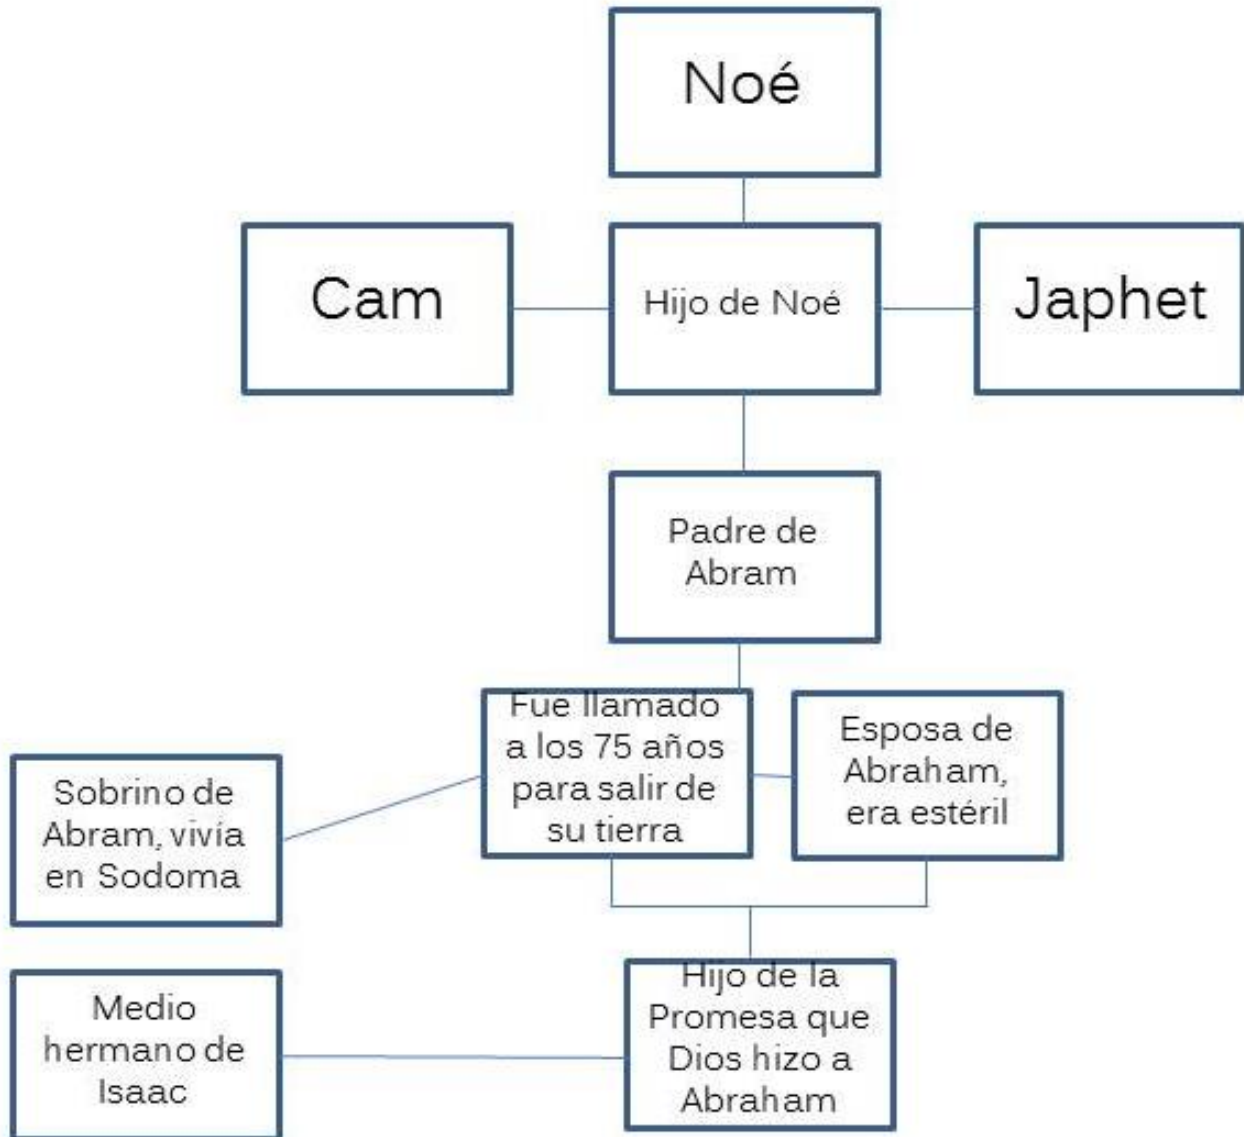 Noé
Cam
Hijo de Noé
Japhet
Padre de
Abram
Fue llamado
a los 75 años
para salir de
su tierra
Esposa de
Abraham,
era estéril
Sobrino de
Abram, vivía
en Sodoma
Medio
hermano de
Isaac
Hijo de la
Promesa que
Dios hizo a
Abraham